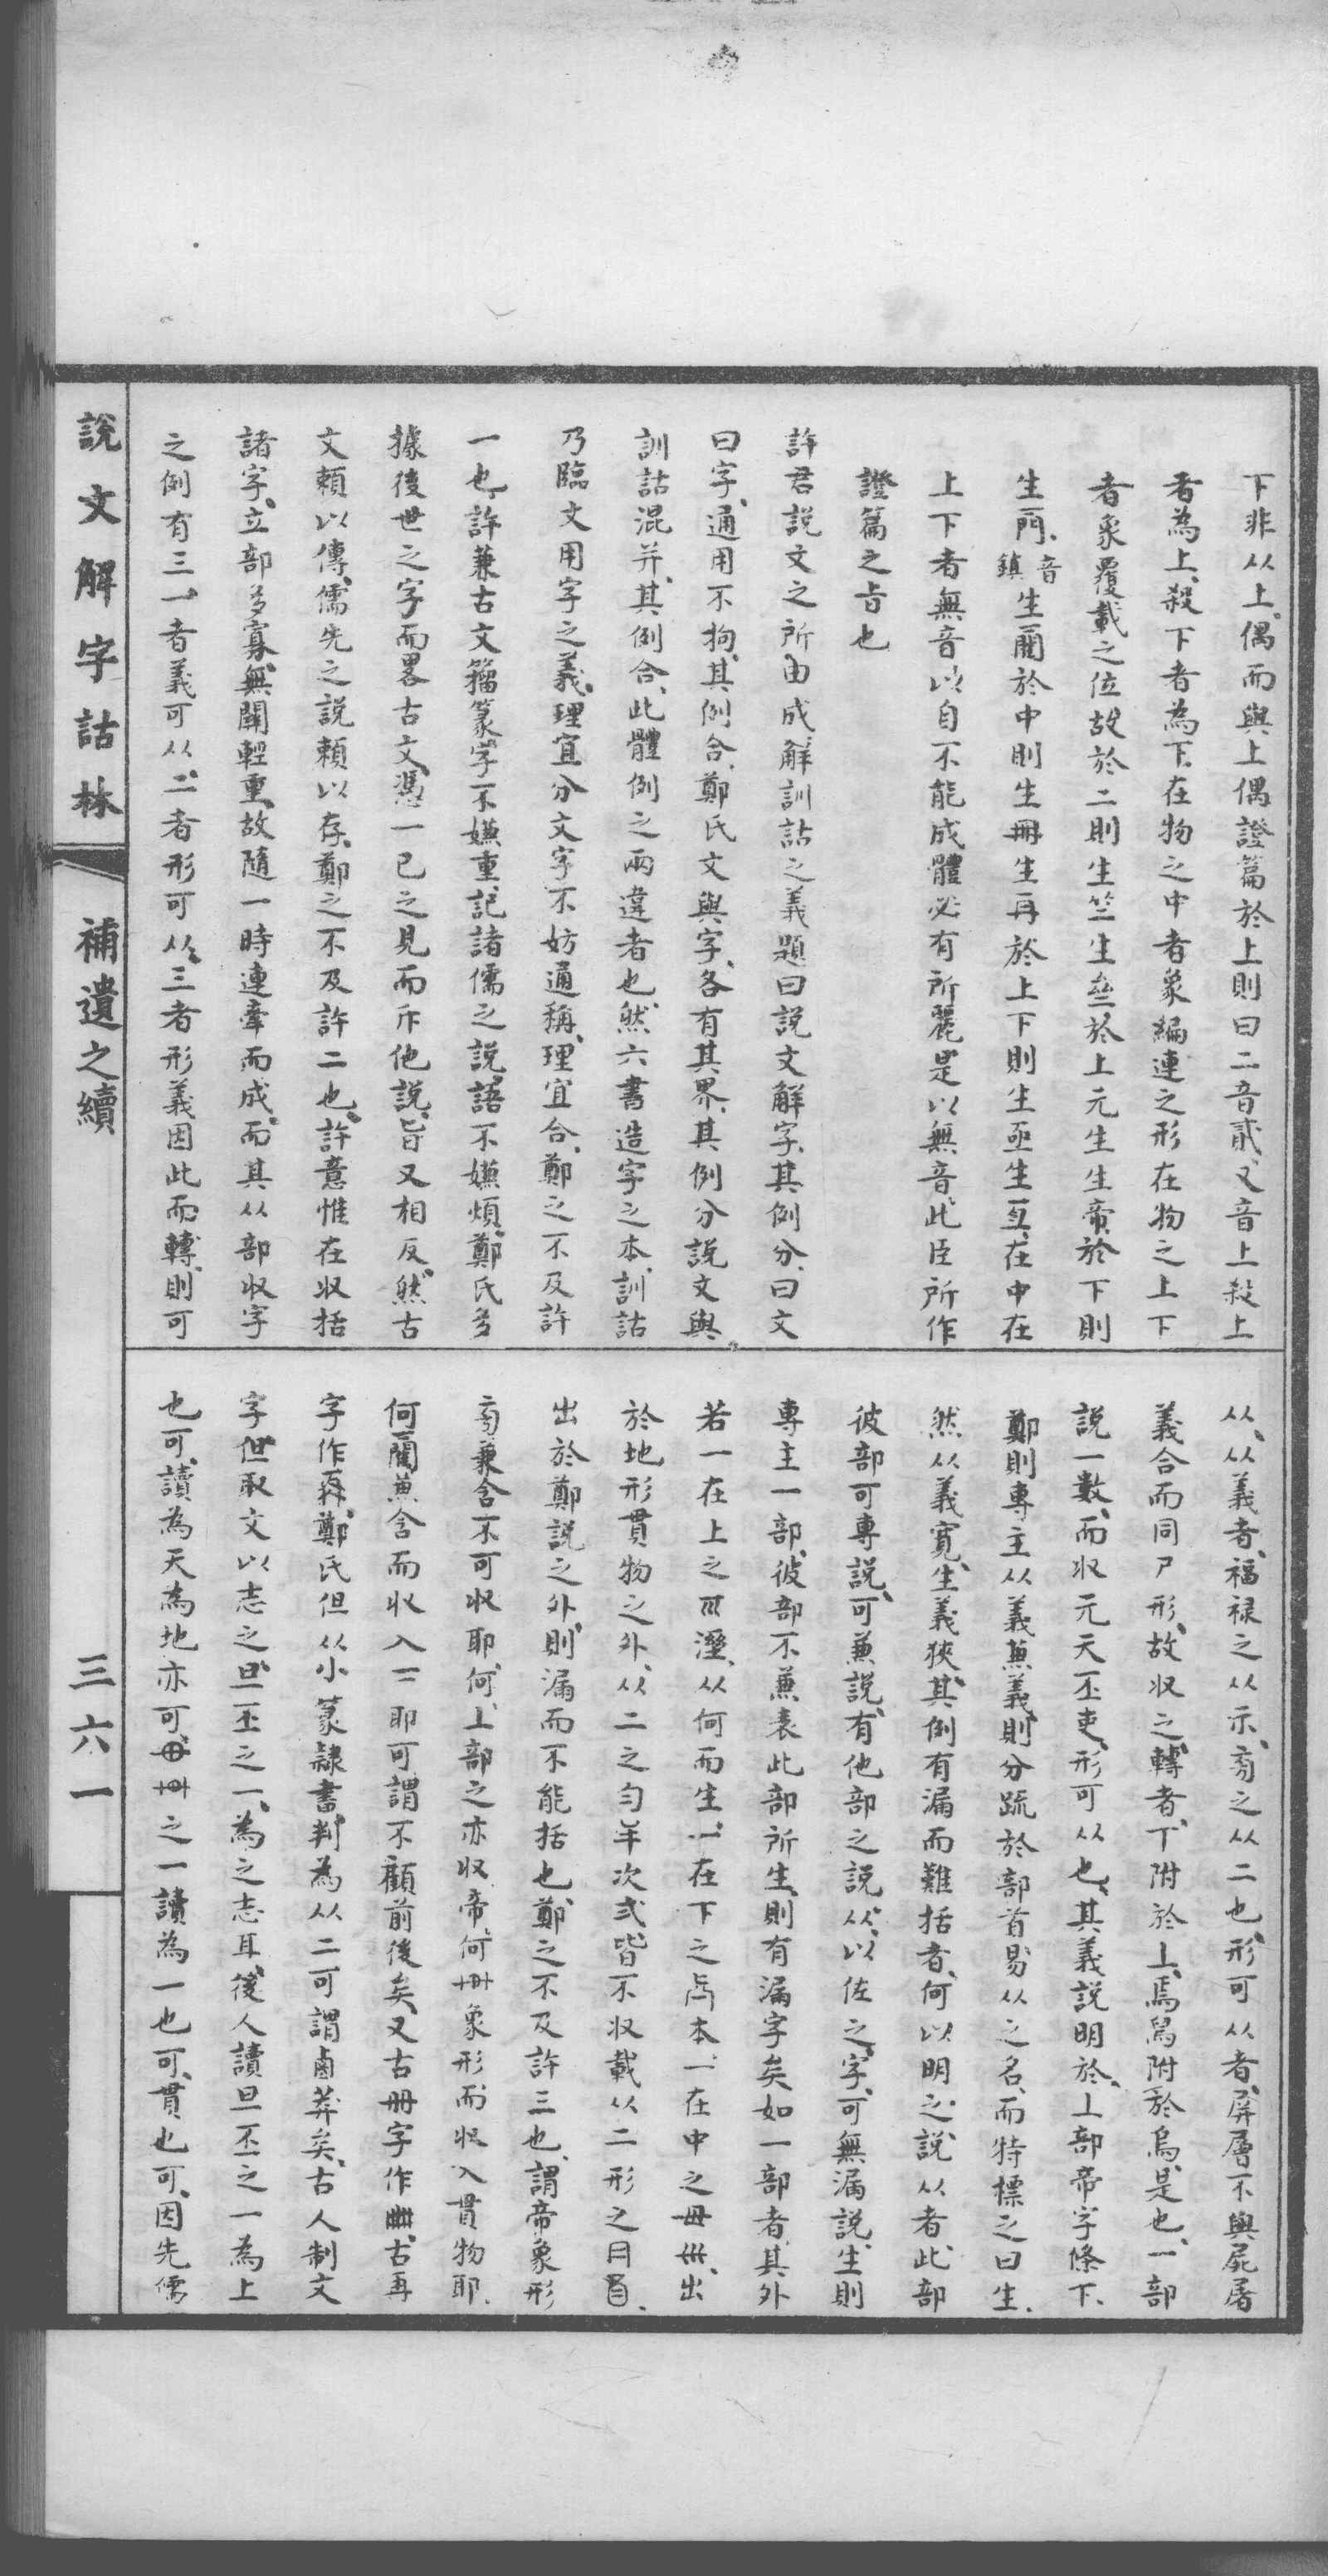 下非从上、偶而與上偶證篇於上則曰二音貳、又音上殺上
者為上、殺下者為下、在物之中者象編連之形在物之上下
者象覆載之位故於二則生竺生亟於上元生生帝、於下則
生音鎮生於中則生冊生再於上下則生亟生亙、在中在
上下者無音以自不能成體必有所麗是以無音、此臣所作
證篇之旨也
許君說文之所由成、解訓詁之義題曰說文解字、其例分、曰文
曰字、通用不拘、其例合、鄭氏文與字、各有其界、其例分說文與
訓詁混并、其例合、此體例之兩違者也、然六書造字之本、訓詁
乃臨文用字之義、理宜分文字不妨通稱、理宜合、鄭之不及許
一也、許兼古文籀篆、字不嫌重、記諸儒之說、語不嫌煩、鄭氏多
據後世之字而畧古文、憑一己之見而斥他說、旨又相反、然古
文賴以傳、儒先之說賴以存、鄭之不及許二也、許意惟在收括
諸字、立部多寡、無關輕重、故隨一時連牽而成、而其从部收字
之例有三、一者義可从、二者形可从、三者形義因此而轉、則可
从、从義者、福祿之从示、旁之从二也、形可从者、屏層不與屍屠
義合而同尸形、故收之、轉者、丅附於丄、焉舄附於烏、是也、一部
說一數、而收元天丕吏、形可从也、其義說明於丄部帝字條下、
鄭則專主从義兼義、則分疏於部首、易从之名、而特標之曰生、
然从義寬、生義狹、其例有漏而難括者、何以明之、說从者、此部
彼部可專說、可兼說、有他部之說从、以佐之、字、可無漏說、生則
專主一部、彼部不兼表此部所生、則有漏字矣如一部者、其外
若一在上之溼、从何而生、一在下之本、一在中之毋、出
於地形貫物之外、从二之勻羊次弍、皆不收載从二形之
出於鄭說之外、則漏而不能括也、鄭之不及許三也、謂帝象形
旁兼含不可收耶、何、丄部之亦收帝、何冊象形而收入貫物耶、
何兼含而收入一耶可謂不顧前後矣、又古冊字作、古再
字作、鄭氏但从小篆隸書、判為从二可謂鹵莽矣、古人制文
字但取文以志之、旦丕之一、為之志耳、後人讀旦丕之一為上
也可、讀為天為地亦可、毋冊之一讀為一也可、貫也可、因先儒
說文解字詁林
補遺之續
三六一